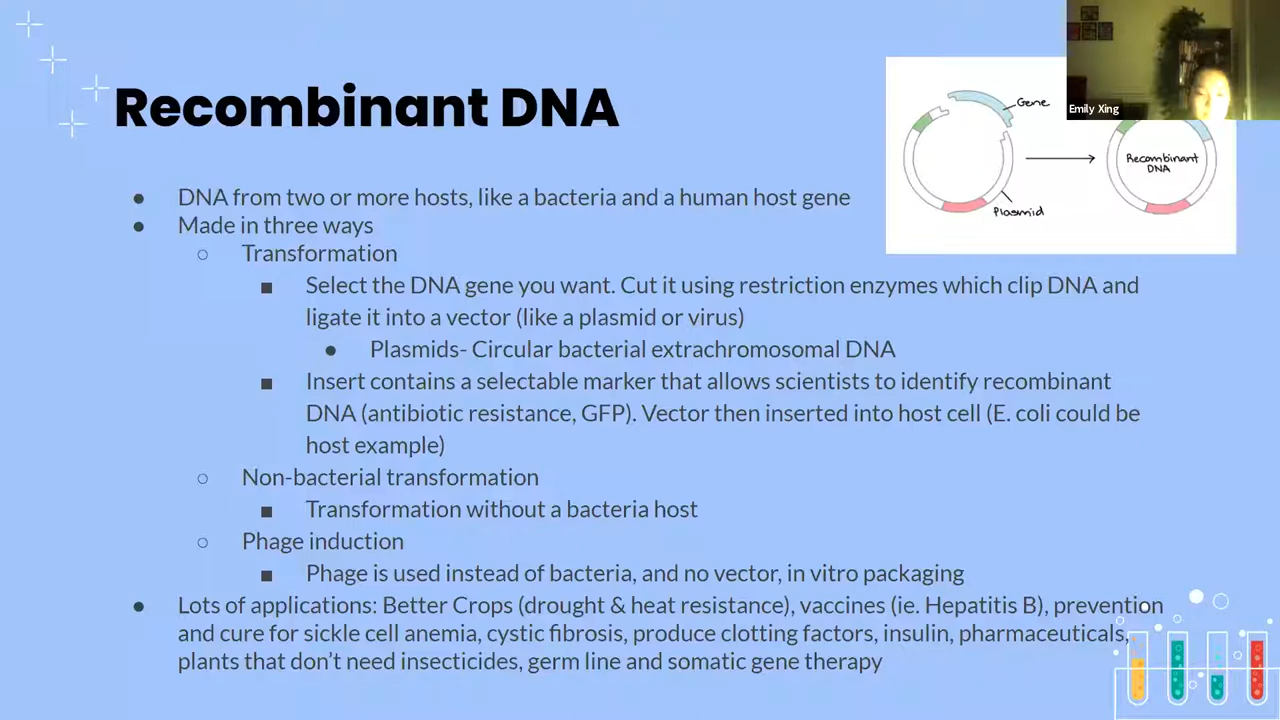 Recombinant DNA
Emily Xing
Gene
Recombinant
DNA
Plasmid
● DNA from two or more hosts, like a bacteria and a human host gene
● Made in three ways
○ Transformation
■ Select the DNA gene you want. Cut it using restriction enzymes which clip DNA and
ligate it into a vector (like a plasmid or virus)
● Plasmids- Circular bacterial extrachromosomal DNA
■ Insert contains a selectable marker that allows scientists to identify recombinant
DNA (antibiotic resistance, GFP). Vector then inserted into host cell (E. coli could be
host example)
○ Non-bacterial transformation
■ Transformation without a bacteria host
○ Phage induction
■ Phage is used instead of bacteria, and no vector, in vitro packaging
● Lots of applications: Better Crops (drought & heat resistance), vaccines (ie. Hepatitis B), prevention
and cure for sickle cell anemia, cystic fibrosis, produce clotting factors, insulin, pharmaceuticals,
plants that don’t need insecticides, germ line and somatic gene therapy